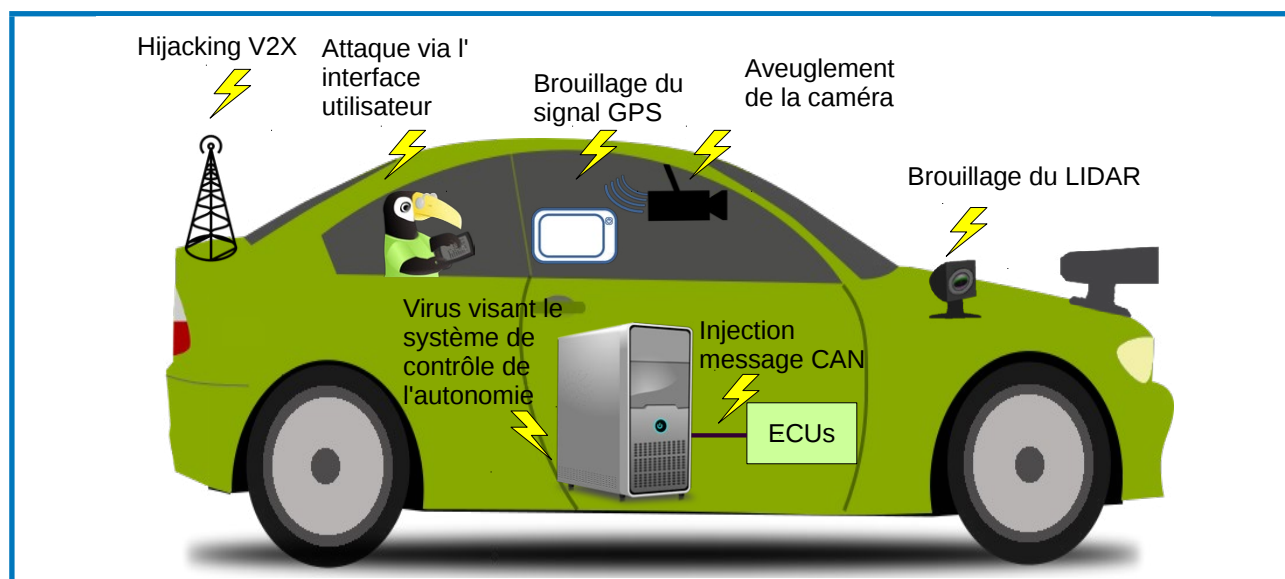 Hijacking V2X
Attaque via l'
interface
utilisateur
Brouillage du
signal GPS
Aveuglement
de la caméra
Brouillage du LIDAR
Virus visant le
système de
contrôle de
l'autonomie
Injection
message CAN
ECUs